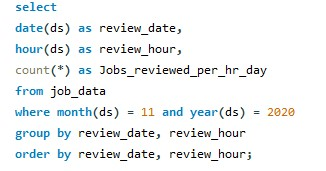 select
date(ds) as review_date,
hour(ds) as review_hour,
count(*) as Jobs_reviewed_per_hr_day
from job_data
where month(ds) = 11 and year(ds) = 2020
group by review_date, review_hour
order by review_date, review_hour;